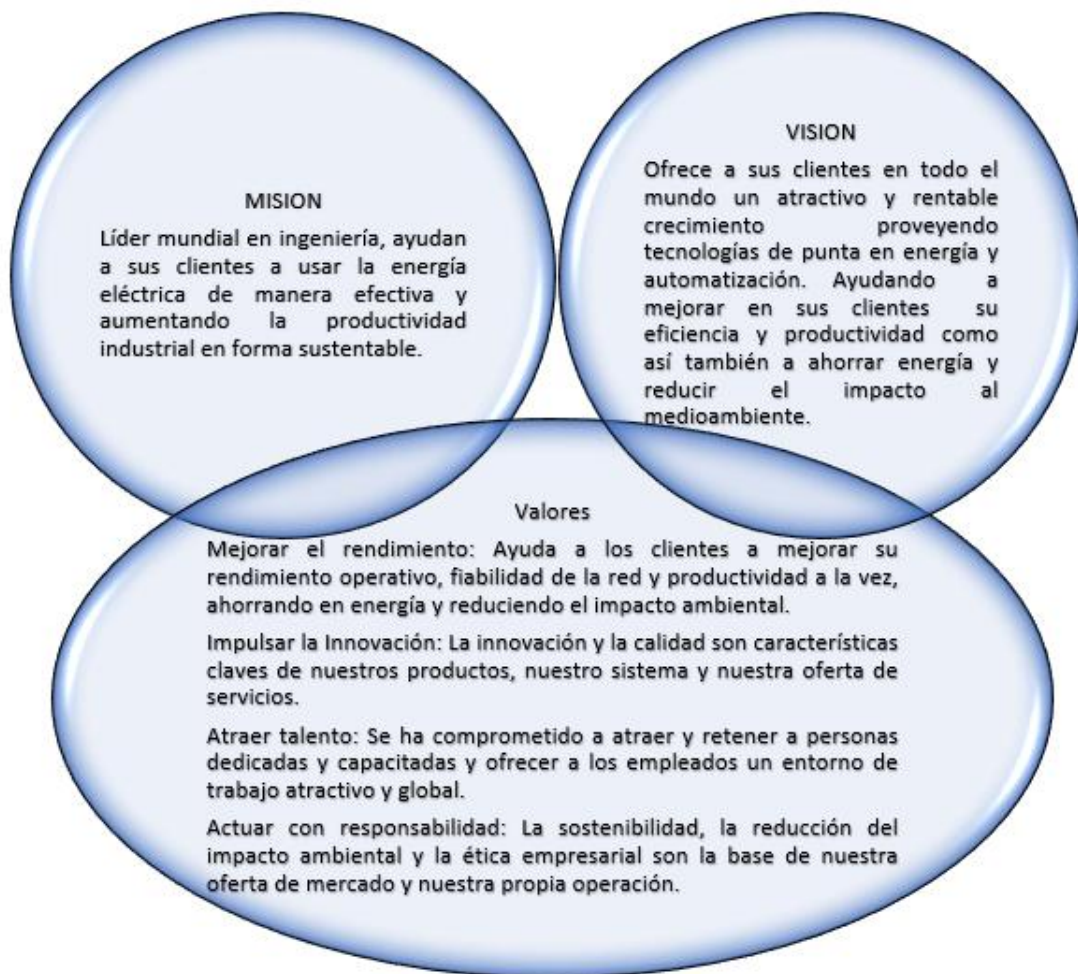 MISION
Líder mundial en ingeniería, ayudan
a sus clientes a usar la energía
eléctrica de manera efectiva y
aumentando la productividad
industrial en forma sustentable.
VISION
Ofrece a sus clientes en todo el
mundo un atractivo y rentable
crecimiento proveyendo
tecnologías de punta en energía y
automatización. Ayudando a
mejorar en sus clientes su
eficiencia y productividad como
así también a ahorrar energía y
reducir el impacto al
medioambiente.
Valores
Mejorar el rendimiento: Ayuda a los clientes a mejorar su
rendimiento operativo, fiabilidad de la red y productividad a la vez,
ahorrando en energía y reduciendo el impacto ambiental.
Impulsar la Innovación: La innovación y la calidad son características
claves de nuestros productos, nuestro sistema y nuestra oferta de
servicios.
Atraer talento: Se ha comprometido a atraer y retener a personas
dedicadas y capacitadas y ofrecer a los empleados un entorno de
trabajo atractivo y global.
Actuar con responsabilidad: La sostenibilidad, la reducción del
impacto ambiental y la ética empresarial son la base de nuestra
oferta de mercado y nuestra propia operación.